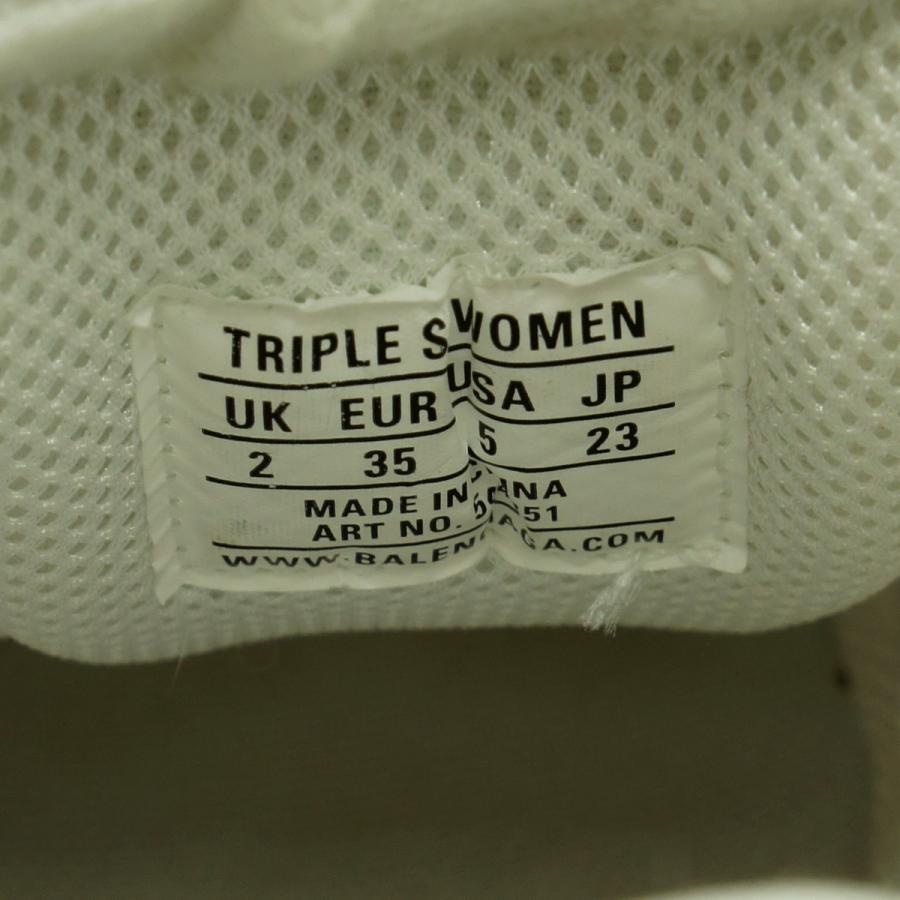 TRIPLE S WOMEN
UK EUR USA JP
2 35 5 23
MADE IN
ART NO.